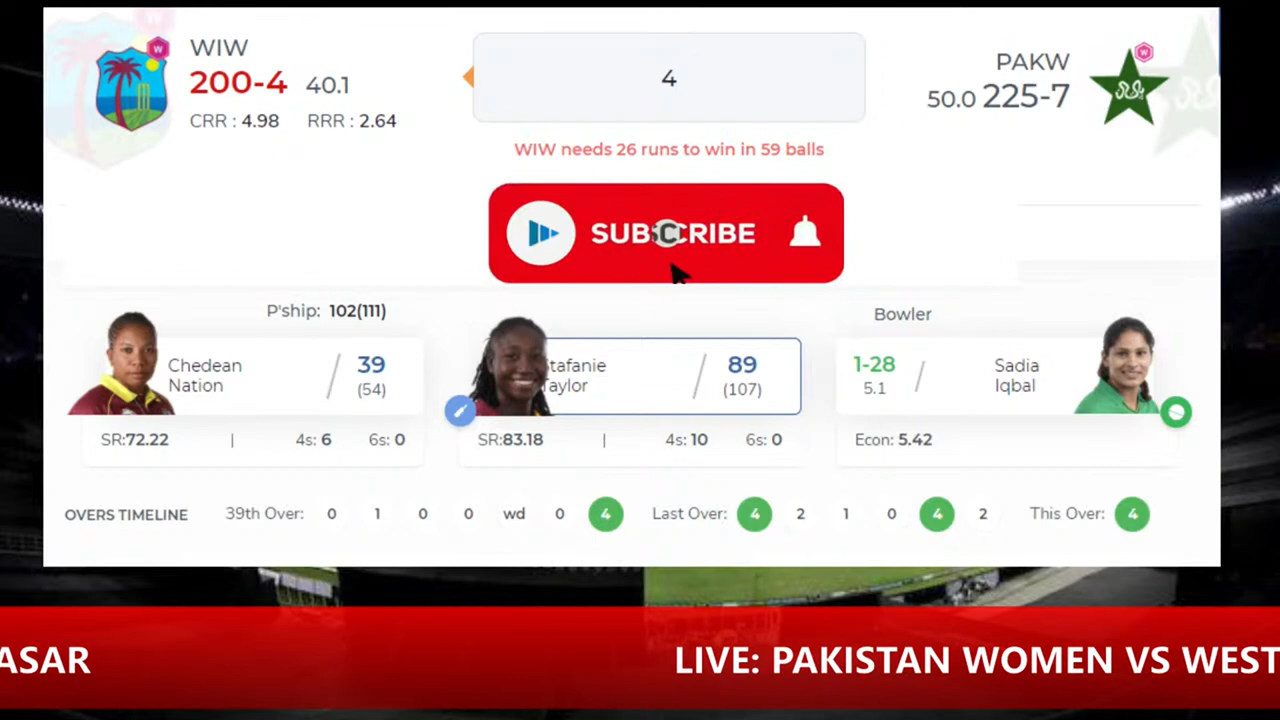 WIW
200-4 40.1
CRR : 4.98 RRR : 2.64
4
PAKW
50.0 225-7
WIW needs 26 runs to win in 59 balls
SUBSCRIBE
P'ship: 102(111)
Bowler
Chedean Nation / 39 (54)
SR:72.22 | 4s: 6 6s: 0
Stafanie Taylor / 89 (107)
SR:83.18 | 4s: 10 6s: 0
1-28 5.1 / Sadia Iqbal
Econ: 5.42
OVERS TIMELINE 39th Over: 0 1 0 0 wd 0 4 Last Over: 4 2 1 0 4 2 This Over: 4
ASAR LIVE: PAKISTAN WOMEN VS WEST